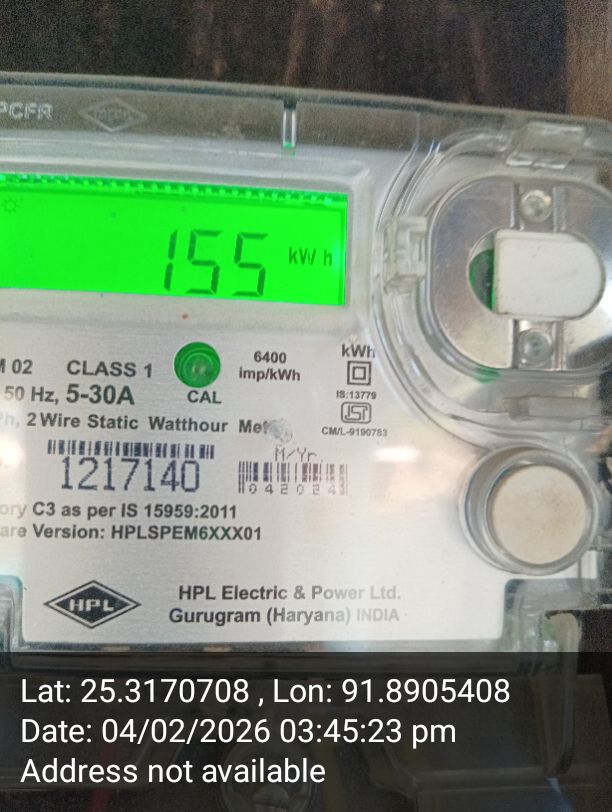 PCFR HPL
155 kWh
M 02 CLASS 1 6400 imp/kWh kWh
50 Hz, 5-30A CAL IS:13779
Ph, 2 Wire Static Watthour CM/L-9190783
1217140 M/Yr.
042024
ory C3 as per IS 15959:2011
are Version: HPLSPEM6XXX01
HPL HPL Electric & Power Ltd.
Gurugram (Haryana) INDIA
Lat: 25.3170708 , Lon: 91.8905408
Date: 04/02/2026 03:45:23 pm
Address not available